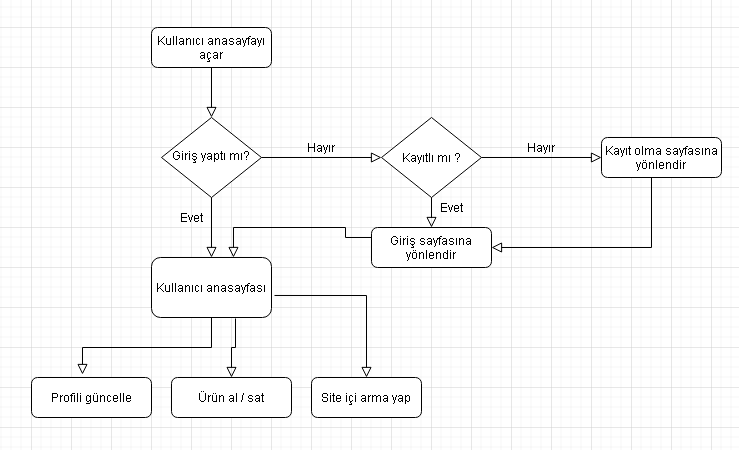 Kullanıcı anasayfayı
açar
Giriş yaptı mı?
Hayır
Kayıtlı mı ?
Hayır
Kayıt olma sayfasına
yönlendir
Evet
Evet
Giriş sayfasına
yönlendir
Kullanıcı anasayfası
Profili güncelle
Ürün al / sat
Site içi arma yap